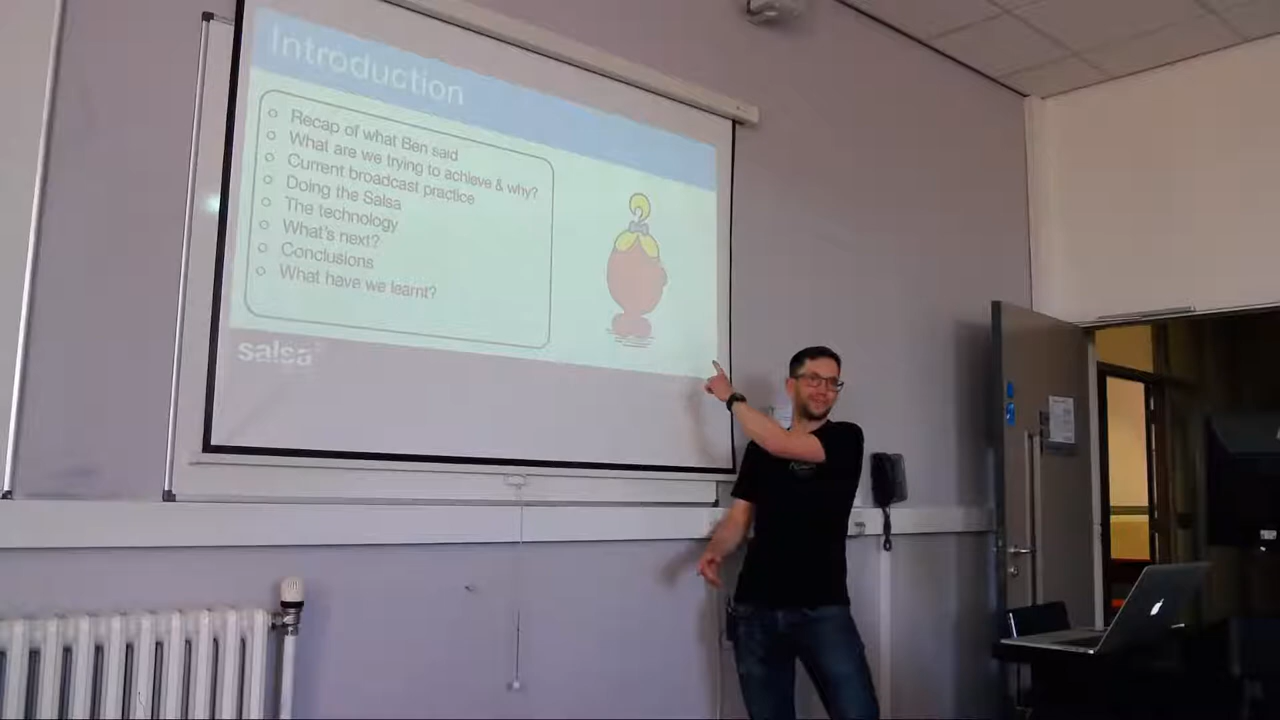 Introduction
Recap of what Ben said
What are we trying to achieve & why?
Current broadcast practice
Doing the Salsa
The technology
What's next?
Conclusions
What have we learnt?
salsa